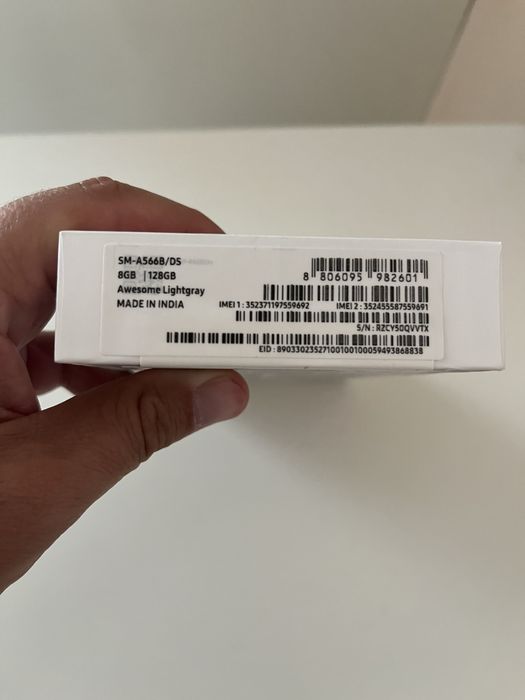 SM-A566B/DS
8GB | 128GB
Awesome Lightgray
MADE IN INDIA
8 806095 982601
IMEI 1 : 352371197559692
IMEI 2 : 352455587559691
S/N : RZCY50QVVTX
EID : 89033023527100100100059493868838